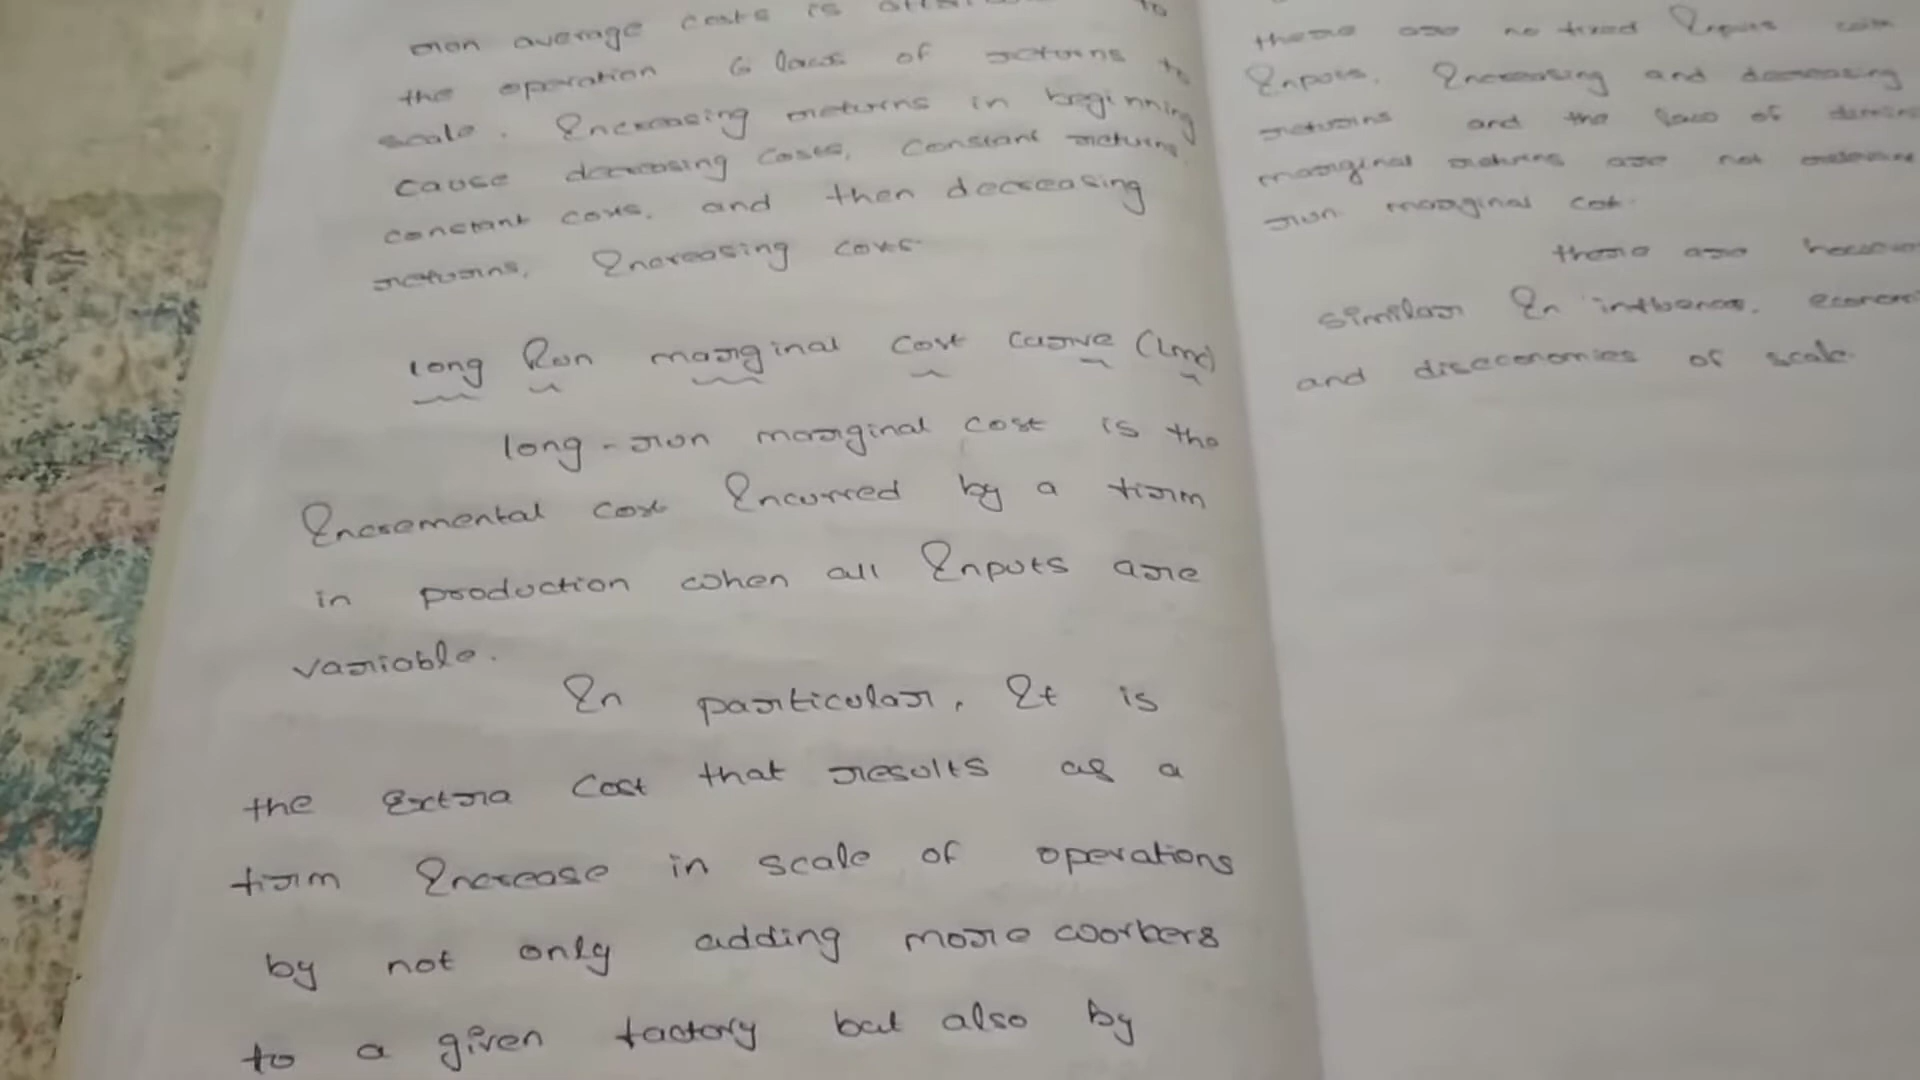 run average costs is to
the operation laws of returns to
scale. Increasing returns in beginning
cause decreasing costs, constant returns
constant costs, and then decreasing
returns, Increasing costs
long Run marginal cost curve (Lmc)
long-run marginal cost is the
Incremental cost Incurred by a firm
in production when all Inputs are
variable.
In particular, It is
the Extra cost that results as a
firm Increase in scale of operations
by not only adding more workers
to a given factory but also by
there are no fixed Inputs
Inputs. Increasing and decreasing
returns and the law of
marginal returns are not
run marginal cost.
there are
similar In influence,
and diseconomies of scale